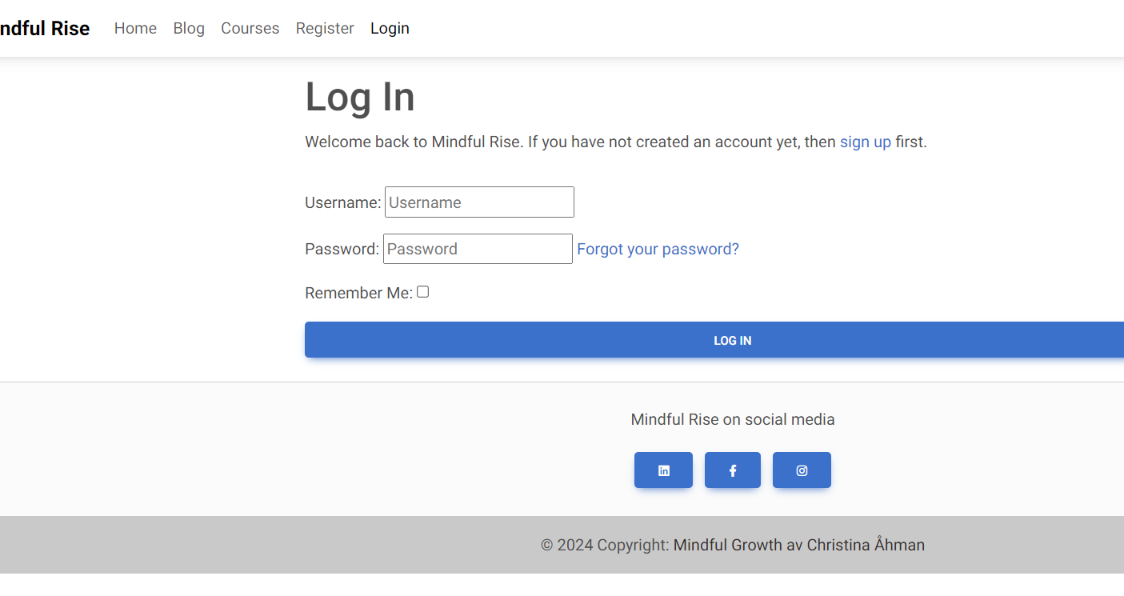 ndful Rise Home Blog Courses Register Login
Log In
Welcome back to Mindful Rise. If you have not created an account yet, then sign up first.
Username: Username
Password: Password Forgot your password?
Remember Me:
LOG IN
Mindful Rise on social media
© 2024 Copyright: Mindful Growth av Christina Åhman